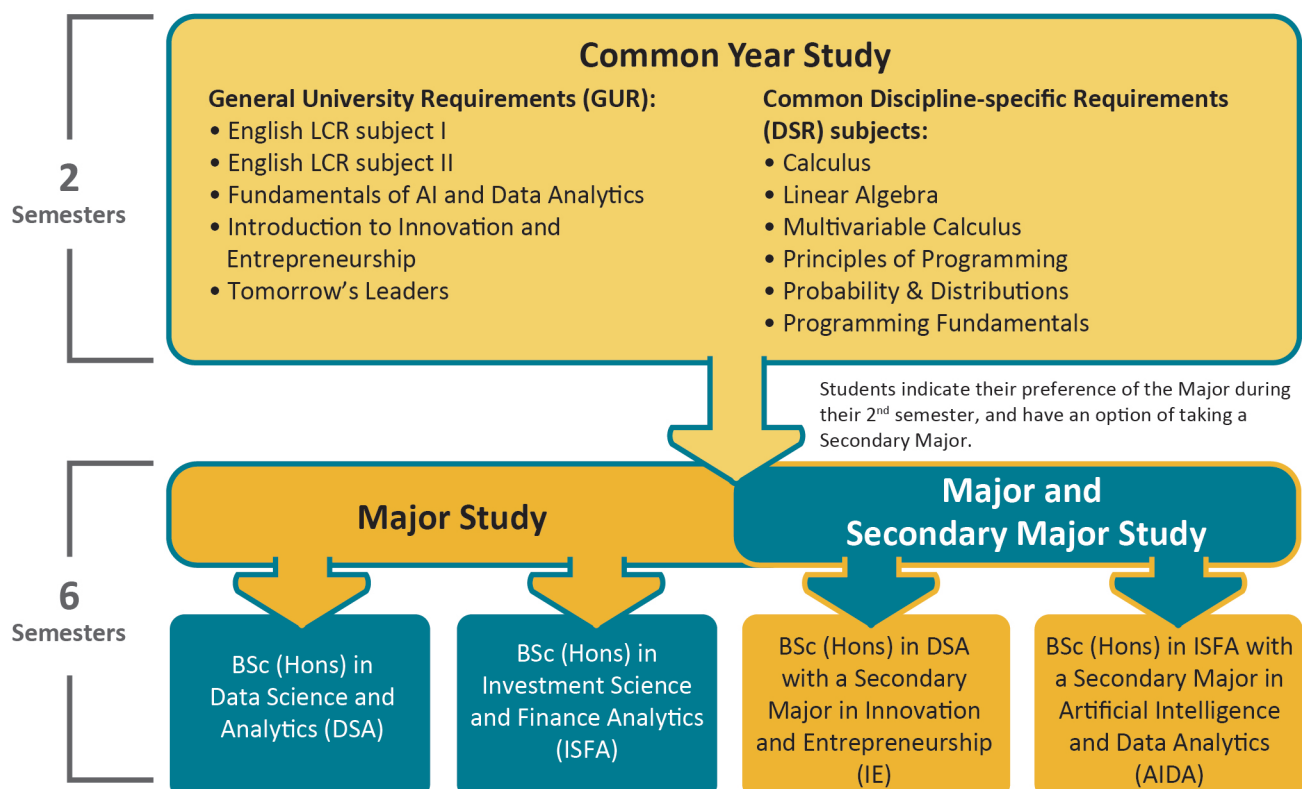 Common Year Study
General University Requirements (GUR):
• English LCR subject I
• English LCR subject II
• Fundamentals of AI and Data Analytics
• Introduction to Innovation and
Entrepreneurship
• Tomorrow's Leaders
Common Discipline-specific Requirements
(DSR) subjects:
• Calculus
• Linear Algebra
• Multivariable Calculus
• Principles of Programming
• Probability & Distributions
• Programming Fundamentals
2
Semesters
Students indicate their preference of the Major during
their 2nd semester, and have an option of taking a
Secondary Major.
Major Study
Major and
Secondary Major Study
6
Semesters
BSc (Hons) in
Data Science and
Analytics (DSA)
BSc (Hons) in
Investment Science
and Finance Analytics
(ISFA)
BSc (Hons) in DSA
with a Secondary
Major in Innovation
and Entrepreneurship
(IE)
BSc (Hons) in ISFA with
a Secondary Major in
Artificial Intelligence
and Data Analytics
(AIDA)